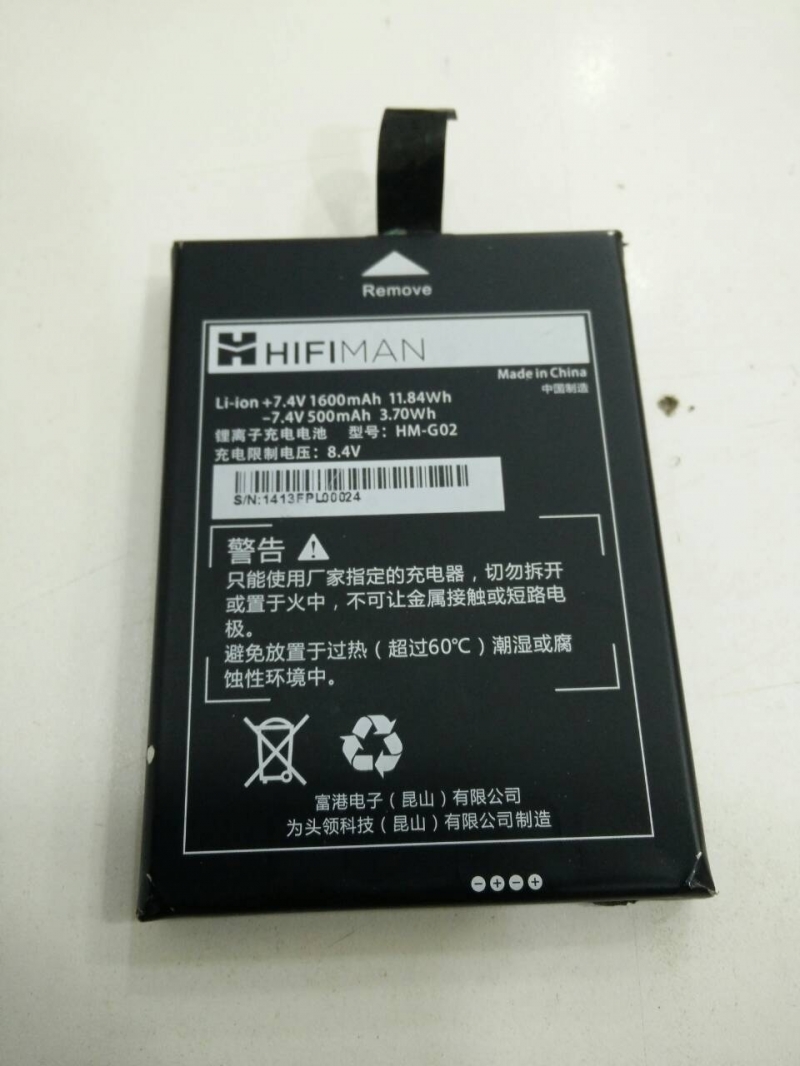 Remove
HIFIMAN
Made in China
中国制造
Li-ion +7.4V 1600mAh 11.84Wh
-7.4V 500mAh 3.70Wh
锂离子充电电池 型号：HM-G02
充电限制电压：8.4V
S/N:1413FPL00024
警告
只能使用厂家指定的充电器，切勿拆开
或置于火中，不可让金属接触或短路电
极。
避免放置于过热（超过60℃）潮湿或腐
蚀性环境中。
富港电子（昆山）有限公司
为头领科技（昆山）有限公司制造